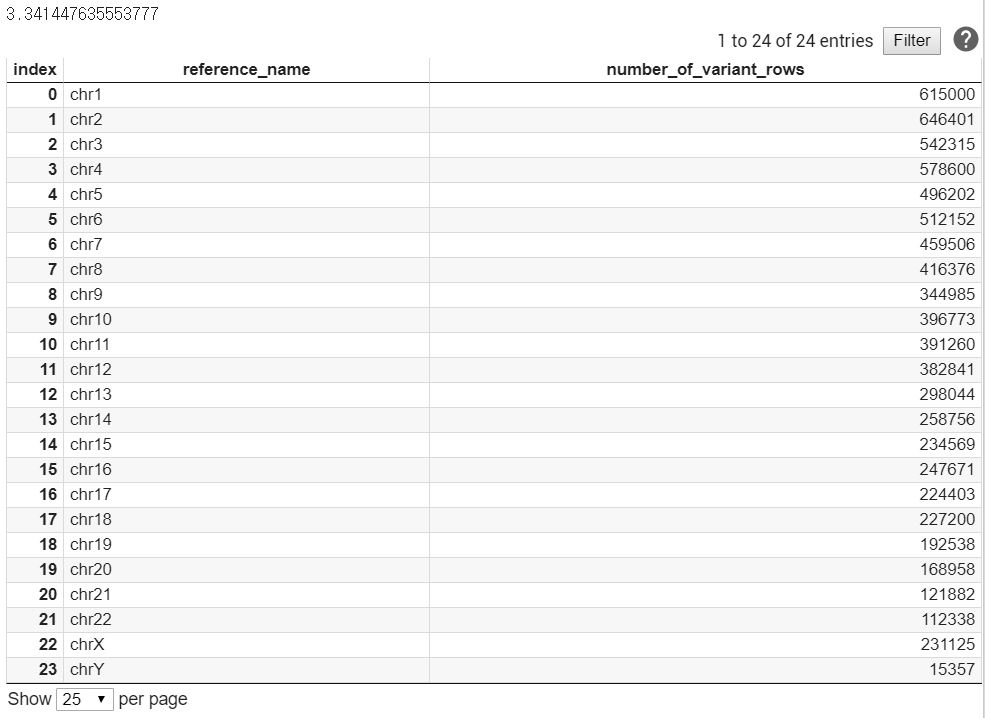 3.341447635553777
1 to 24 of 24 entries Filter ?
index reference_name number_of_variant_rows
0 chr1 615000
1 chr2 646401
2 chr3 542315
3 chr4 578600
4 chr5 496202
5 chr6 512152
6 chr7 459506
7 chr8 416376
8 chr9 344985
9 chr10 396773
10 chr11 391260
11 chr12 382841
12 chr13 298044
13 chr14 258756
14 chr15 234569
15 chr16 247671
16 chr17 224403
17 chr18 227200
18 chr19 192538
19 chr20 168958
20 chr21 121882
21 chr22 112338
22 chrX 231125
23 chrY 15357
Show 25 per page